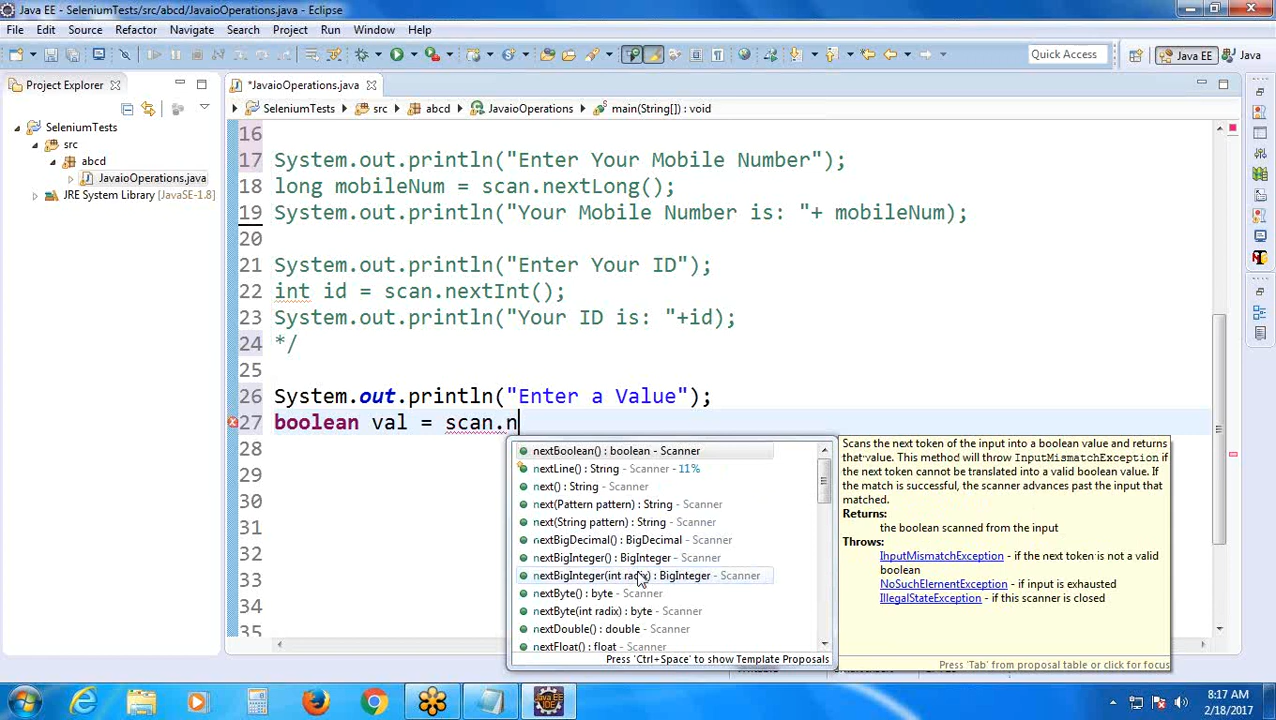 Java EE - SeleniumTests/src/abcd/JavaioOperations.java - Eclipse
File Edit Source Refactor Navigate Search Project Run Window Help
Quick Access
Java EE
Java
Project Explorer
*JavaioOperations.java
SeleniumTests src abcd JavaioOperations main(String[]) : void
SeleniumTests
src
abcd
JavaioOperations.java
JRE System Library [JavaSE-1.8]
16
17 System.out.println("Enter Your Mobile Number");
18 long mobileNum = scan.nextLong();
19 System.out.println("Your Mobile Number is: "+ mobileNum);
20
21 System.out.println("Enter Your ID");
22 int id = scan.nextInt();
23 System.out.println("Your ID is: "+id);
24 */
25
26 System.out.println("Enter a Value");
27 boolean val = scan.n
28
29
30
31
32
33
34
35
nextBoolean() : boolean - Scanner
nextLine() : String - Scanner - 11%
next() : String - Scanner
next(Pattern pattern) : String - Scanner
next(String pattern) : String - Scanner
nextBigDecimal() : BigDecimal - Scanner
nextBigInteger() : BigInteger - Scanner
nextBigInteger(int radix) : BigInteger - Scanner
nextByte() : byte - Scanner
nextByte(int radix) : byte - Scanner
nextDouble() : double - Scanner
nextFloat() : float - Scanner
Press 'Ctrl+Space' to show Template Proposals
Scans the next token of the input into a boolean value and returns
that value. This method will throw InputMismatchException if
the next token cannot be translated into a valid boolean value. If
the match is successful, the scanner advances past the input that
matched.
Returns:
the boolean scanned from the input
Throws:
InputMismatchException - if the next token is not a valid
boolean
NoSuchElementException - if input is exhausted
IllegalStateException - if this scanner is closed
Press 'Tab' from proposal table or click for focus
8:17 AM
2/18/2017